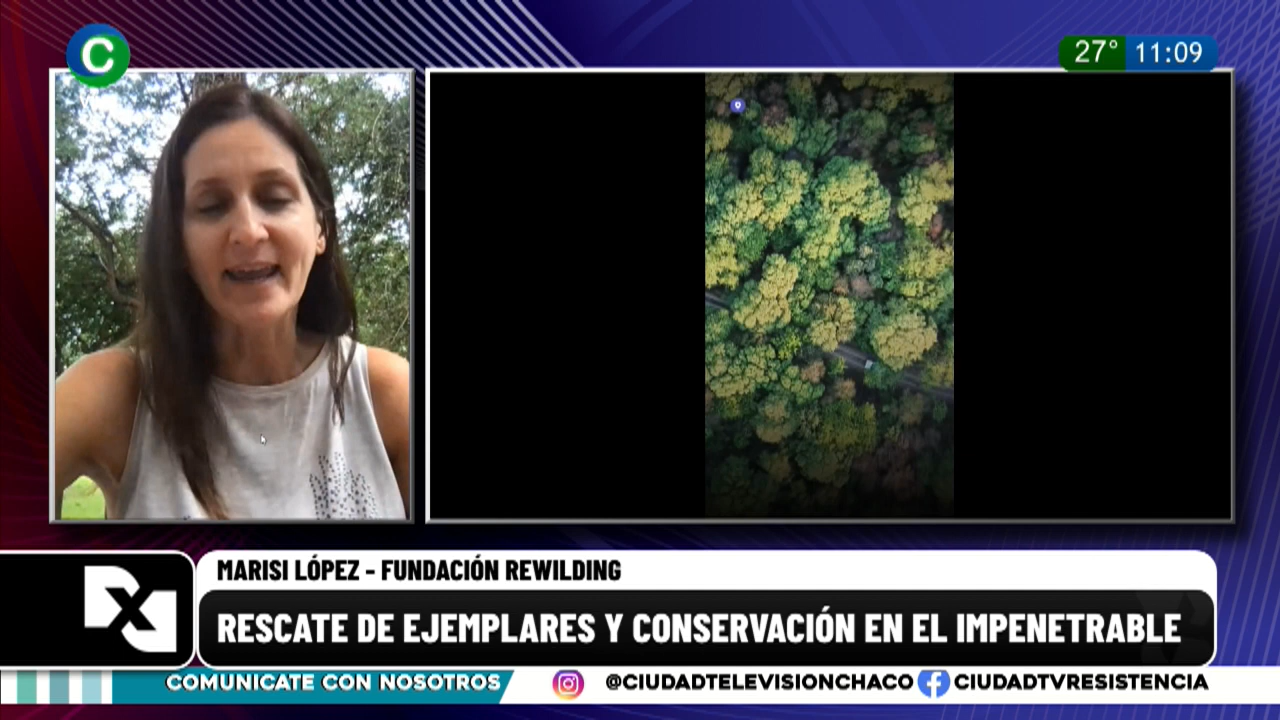 C
27° 11:09
MARISI LÓPEZ - FUNDACIÓN REWILDING
RESCATE DE EJEMPLARES Y CONSERVACIÓN EN EL IMPENETRABLE
COMUNICATE CON NOSOTROS @CIUDADTELEVISIONCHACO CIUDADTVRESISTENCIA